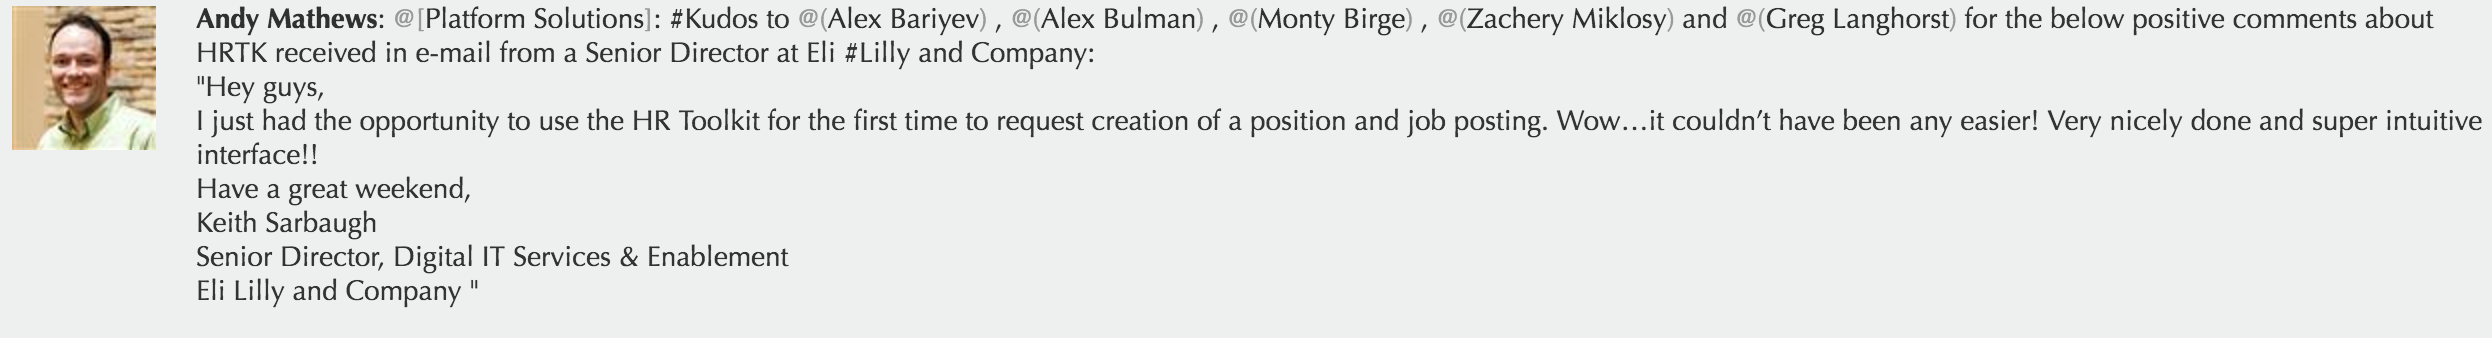 Andy Mathews: @[Platform Solutions]: #Kudos to @(Alex Bariyev) , @(Alex Bulman) , @(Monty Birge) , @(Zachery Miklosy) and @(Greg Langhorst) for the below positive comments about
HRTK received in e-mail from a Senior Director at Eli #Lilly and Company:
"Hey guys,
I just had the opportunity to use the HR Toolkit for the first time to request creation of a position and job posting. Wow…it couldn’t have been any easier! Very nicely done and super intuitive
interface!!
Have a great weekend,
Keith Sarbaugh
Senior Director, Digital IT Services & Enablement
Eli Lilly and Company "